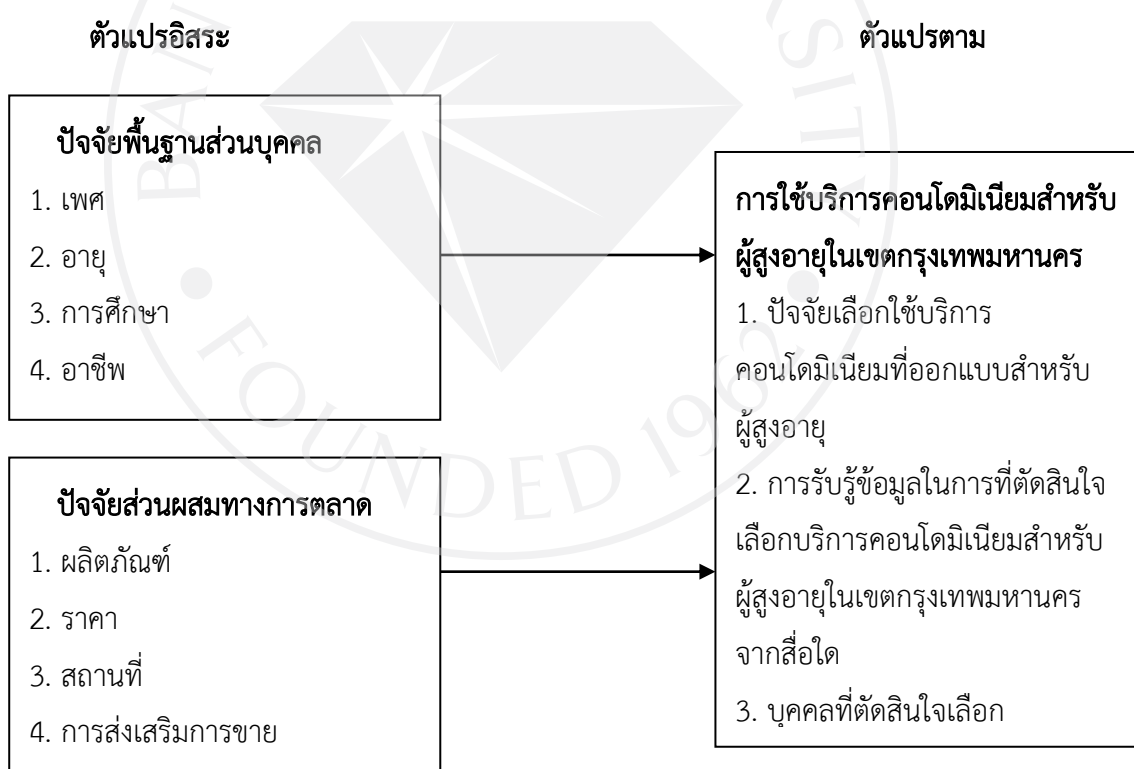 ตัวแปรอิสระ
ตัวแปรตาม
ปัจจัยพื้นฐานส่วนบุคคล
1. เพศ
2. อายุ
3. การศึกษา
4. อาชีพ
ปัจจัยส่วนผสมทางการตลาด
1. ผลิตภัณฑ์
2. ราคา
3. สถานที่
4. การส่งเสริมการขาย
การใช้บริการคอนโดมิเนียมสำหรับ
ผู้สูงอายุในเขตกรุงเทพมหานคร
1. ปัจจัยเลือกใช้บริการ
คอนโดมิเนียมที่ออกแบบสำหรับ
ผู้สูงอายุ
2. การรับรู้ข้อมูลในการที่ตัดสินใจ
เลือกบริการคอนโดมิเนียมสำหรับ
ผู้สูงอายุในเขตกรุงเทพมหานคร
จากสื่อใด
3. บุคคลที่ตัดสินใจเลือก
BAN
SITY
FOUNDED 1962